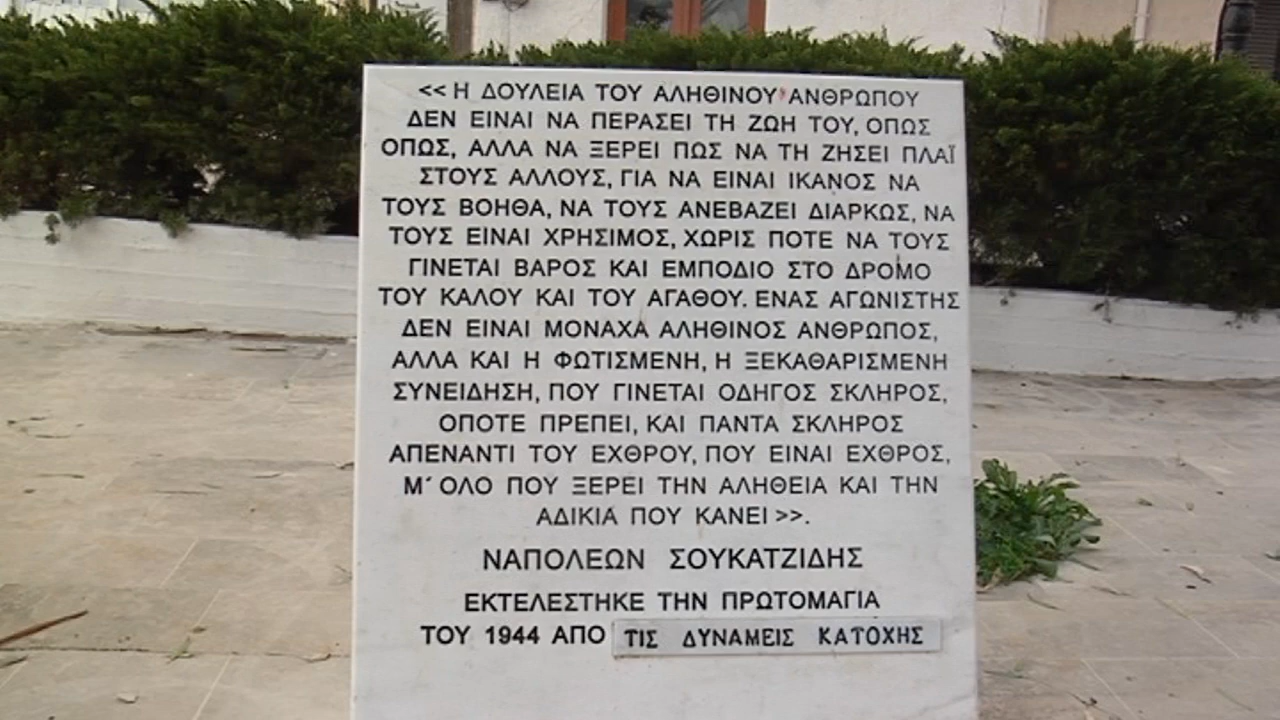 << Η ΔΟΥΛΕΙΑ ΤΟΥ ΑΛΗΘΙΝΟΥ ΑΝΘΡΩΠΟΥ
ΔΕΝ ΕΙΝΑΙ ΝΑ ΠΕΡΑΣΕΙ ΤΗ ΖΩΗ ΤΟΥ, ΟΠΩΣ
ΟΠΩΣ, ΑΛΛΑ ΝΑ ΞΕΡΕΙ ΠΩΣ ΝΑ ΤΗ ΖΗΣΕΙ ΠΛΑΪ
ΣΤΟΥΣ ΑΛΛΟΥΣ, ΓΙΑ ΝΑ ΕΙΝΑΙ ΙΚΑΝΟΣ ΝΑ
ΤΟΥΣ ΒΟΗΘΑ, ΝΑ ΤΟΥΣ ΑΝΕΒΑΖΕΙ ΔΙΑΡΚΩΣ, ΝΑ
ΤΟΥΣ ΕΙΝΑΙ ΧΡΗΣΙΜΟΣ, ΧΩΡΙΣ ΠΟΤΕ ΝΑ ΤΟΥΣ
ΓΙΝΕΤΑΙ ΒΑΡΟΣ ΚΑΙ ΕΜΠΟΔΙΟ ΣΤΟ ΔΡΟΜΟ
ΤΟΥ ΚΑΛΟΥ ΚΑΙ ΤΟΥ ΑΓΑΘΟΥ. ΕΝΑΣ ΑΓΩΝΙΣΤΗΣ
ΔΕΝ ΕΙΝΑΙ ΜΟΝΑΧΑ ΑΛΗΘΙΝΟΣ ΑΝΘΡΩΠΟΣ,
ΑΛΛΑ ΚΑΙ Η ΦΩΤΙΣΜΕΝΗ, Η ΞΕΚΑΘΑΡΙΣΜΕΝΗ
ΣΥΝΕΙΔΗΣΗ, ΠΟΥ ΓΙΝΕΤΑΙ ΟΔΗΓΟΣ ΣΚΛΗΡΟΣ,
ΟΠΟΤΕ ΠΡΕΠΕΙ, ΚΑΙ ΠΑΝΤΑ ΣΚΛΗΡΟΣ
ΑΠΕΝΑΝΤΙ ΤΟΥ ΕΧΘΡΟΥ, ΠΟΥ ΕΙΝΑΙ ΕΧΘΡΟΣ,
Μ΄ ΟΛΟ ΠΟΥ ΞΕΡΕΙ ΤΗΝ ΑΛΗΘΕΙΑ ΚΑΙ ΤΗΝ
ΑΔΙΚΙΑ ΠΟΥ ΚΑΝΕΙ >>.
ΝΑΠΟΛΕΩΝ ΣΟΥΚΑΤΖΙΔΗΣ
ΕΚΤΕΛΕΣΤΗΚΕ ΤΗΝ ΠΡΩΤΟΜΑΓΙΑ
ΤΟΥ 1944 ΑΠΟ ΤΙΣ ΔΥΝΑΜΕΙΣ ΚΑΤΟΧΗΣ